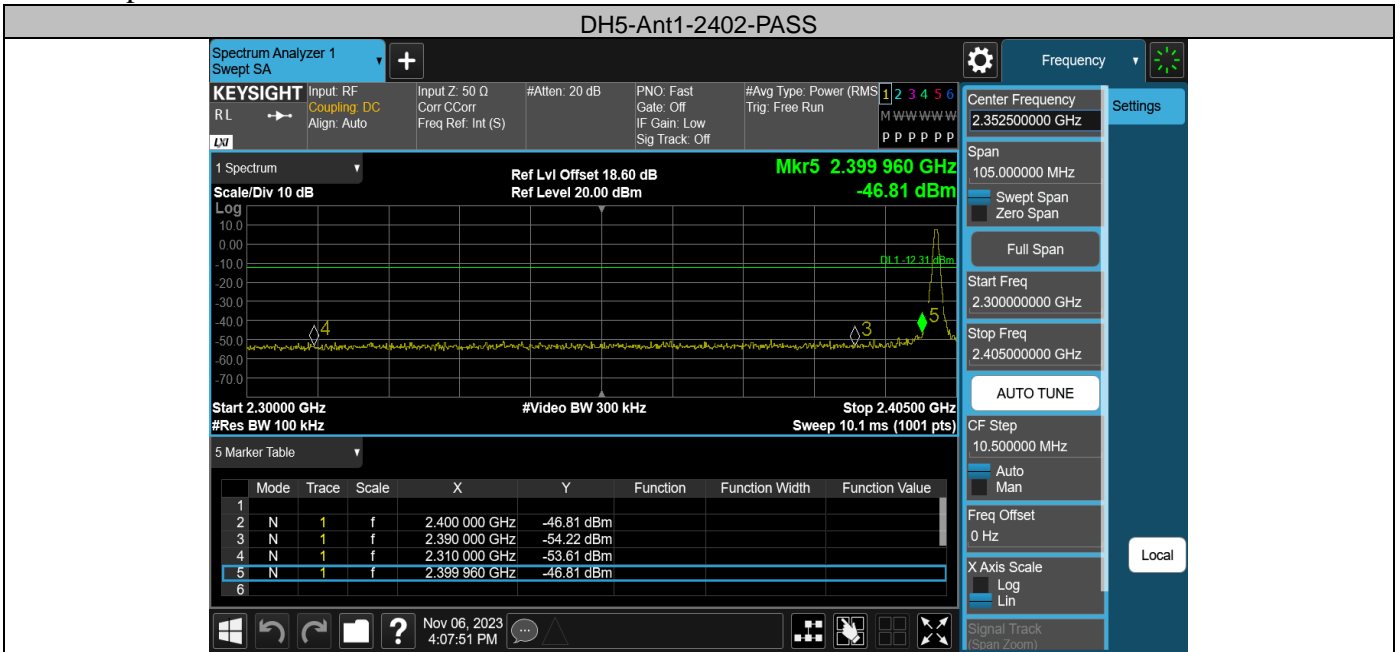 DH5-Ant1-2402-PASS
Spectrum Analyzer 1
Swept SA
+
Frequency
KEYSIGHT
RL
LXI
Input: RF
Coupling: DC
Align: Auto
Input Z: 50 Ω
Corr CCorr
Freq Ref: Int (S)
#Atten: 20 dB
PNO: Fast
Gate: Off
IF Gain: Low
Sig Track: Off
#Avg Type: Power (RMS
Trig: Free Run
1 2 3 4 5 6
M W W W W W
P P P P P P
Center Frequency
2.352500000 GHz
Settings
1 Spectrum
Scale/Div 10 dB
Ref Lvl Offset 18.60 dB
Ref Level 20.00 dBm
Mkr5 2.399 960 GHz
-46.81 dBm
Log
10.0
0.00
-10.0
-20.0
-30.0
-40.0
-50.0
-60.0
-70.0
DL1 -12.31 dBm
4
3
5
Start 2.30000 GHz
#Video BW 300 kHz
Stop 2.40500 GHz
#Res BW 100 kHz
Sweep 10.1 ms (1001 pts)
Span
105.000000 MHz
Swept Span
Zero Span
Full Span
Start Freq
2.300000000 GHz
Stop Freq
2.405000000 GHz
AUTO TUNE
CF Step
10.500000 MHz
Auto
Man
Freq Offset
0 Hz
X Axis Scale
Log
Lin
Signal Track
(Span Zoom)
Local
5 Marker Table
Mode Trace Scale X Y Function Function Width Function Value
1
2 N 1 f 2.400 000 GHz -46.81 dBm
3 N 1 f 2.390 000 GHz -54.22 dBm
4 N 1 f 2.310 000 GHz -53.61 dBm
5 N 1 f 2.399 960 GHz -46.81 dBm
6
?
Nov 06, 2023
4:07:51 PM